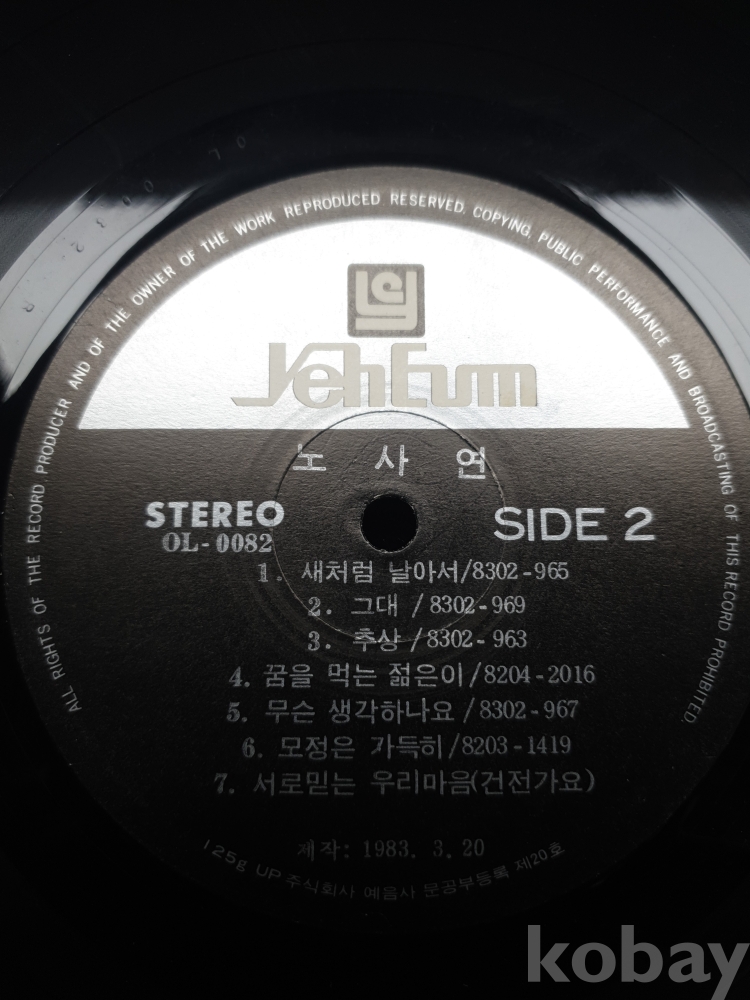 ALL RIGHTS OF THE RECORD PRODUCER AND OF THE OWNER OF THE WORK REPRODUCED RESERVED. COPYING, PUBLIC PERFORMANCE AND BROADCASTING OF THIS RECORD PROHIBITED.
YehEum
노 사 연
STEREO
SIDE 2
OL-0082
1. 새처럼 날아서/8302-965
2. 그대 /8302-969
3. 추상/8302-963
4. 꿈을 먹는 젊은이/8204-2016
5. 무슨 생각하나요/8302-967
6. 모정은 가득히/8203-1419
7. 서로믿는 우리마음(건전가요)
제작: 1983. 3. 20
125g UP 주식회사 예음사 문공부등록 제20호
kobay